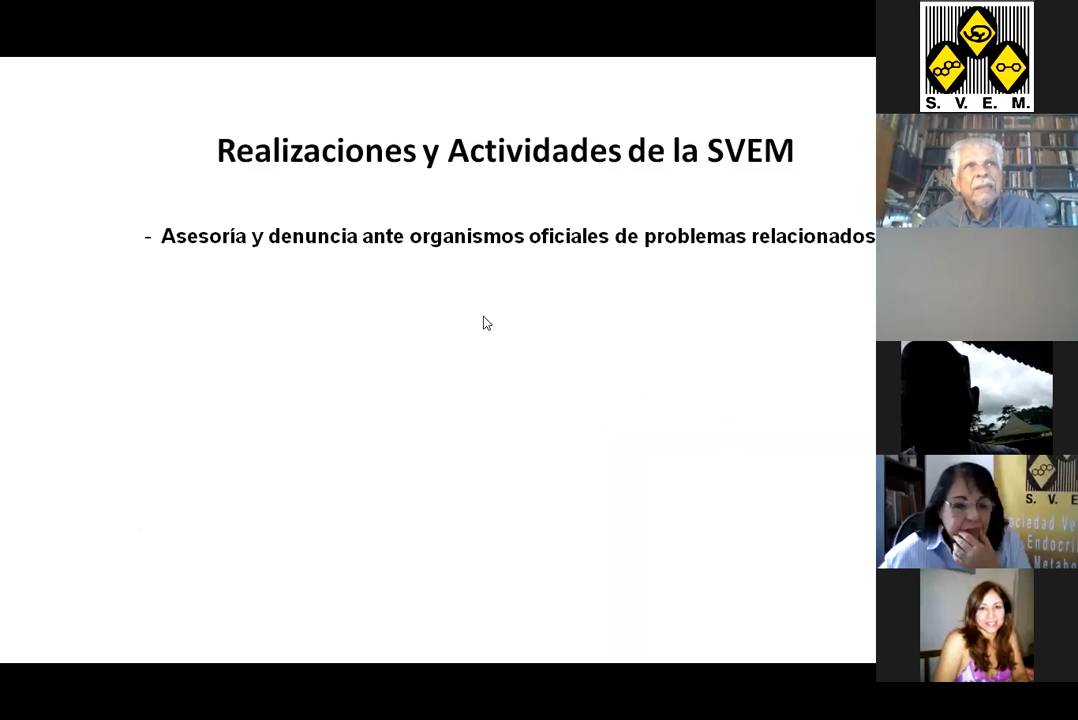 Realizaciones y Actividades de la SVEM
- Asesoría y denuncia ante organismos oficiales de problemas relacionados
S. V. E. M.
S. V. E
ciedad Ve
Endocri
Metabo